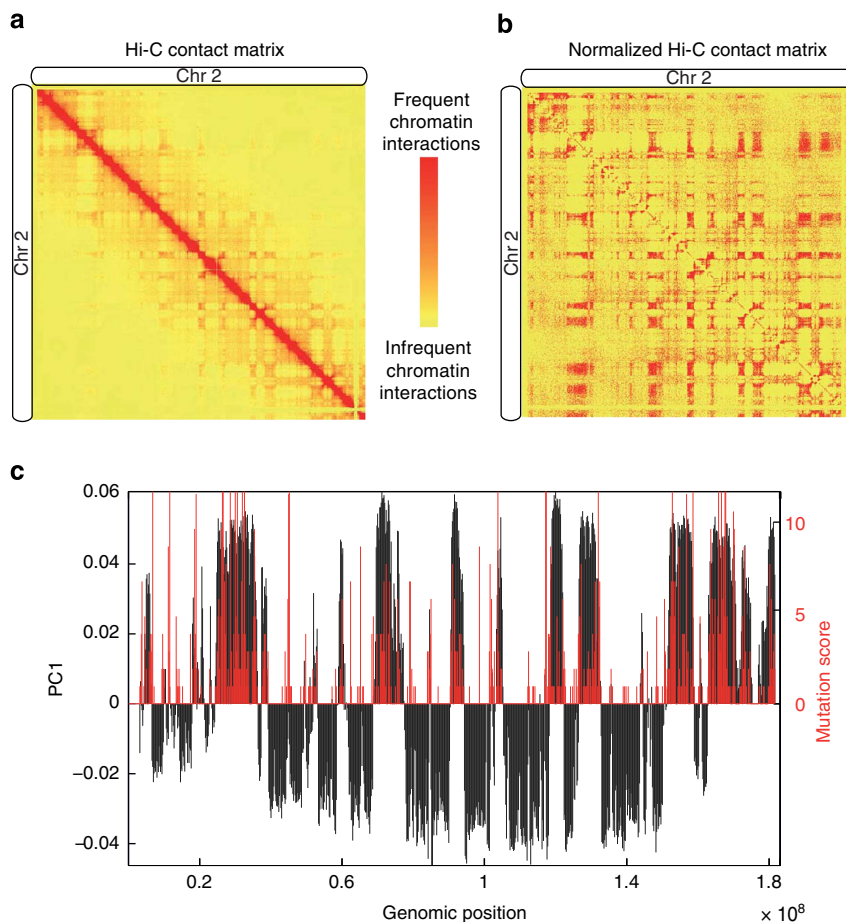 a
b
Hi-C contact matrix
Normalized Hi-C contact matrix
Chr 2
Chr 2
Chr 2
Chr 2
Frequent
chromatin
interactions
Infrequent
chromatin
interactions
c
0.06
0.04
0.02
0
−0.02
−0.04
PC1
10
5
0
Mutation score
0.2
0.6
1
1.4
1.8
× 10⁸
Genomic position